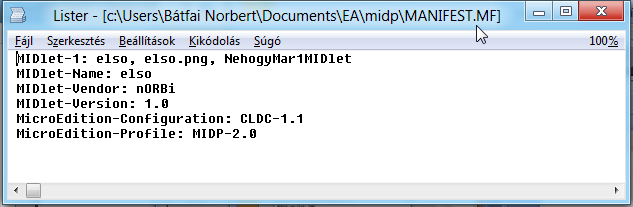 Lister - [c:\Users\Bátfai Norbert\Documents\EA\midp\MANIFEST.MF]
Fájl Szerkesztés Beállítások Kikódolás Súgó 100%
MIDlet-1: elso, elso.png, NehogyMar1MIDlet
MIDlet-Name: elso
MIDlet-Vendor: nORBi
MIDlet-Version: 1.0
MicroEdition-Configuration: CLDC-1.1
MicroEdition-Profile: MIDP-2.0